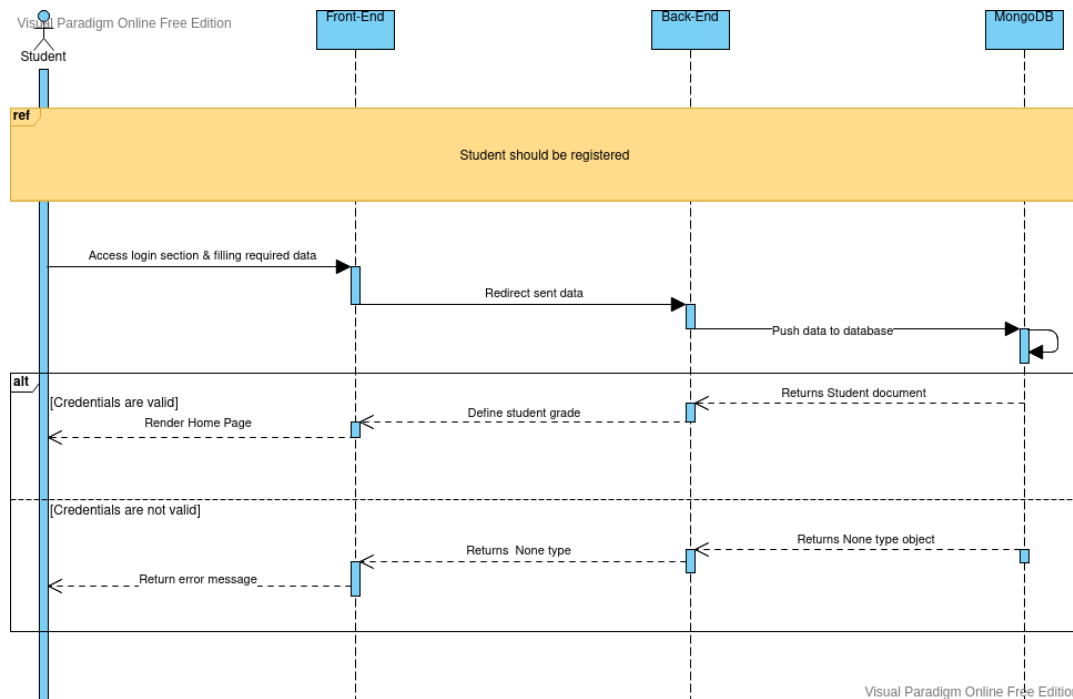 Visual Paradigm Online Free Edition
Front-End
Back-End
MongoDB
Student
ref
Student should be registered
Access login section & filling required data
Redirect sent data
Push data to database
alt
[Credentials are valid]
Returns Student document
Define student grade
Render Home Page
[Credentials are not valid]
Returns None type object
Returns None type
Return error message
Visual Paradigm Online Free Edition